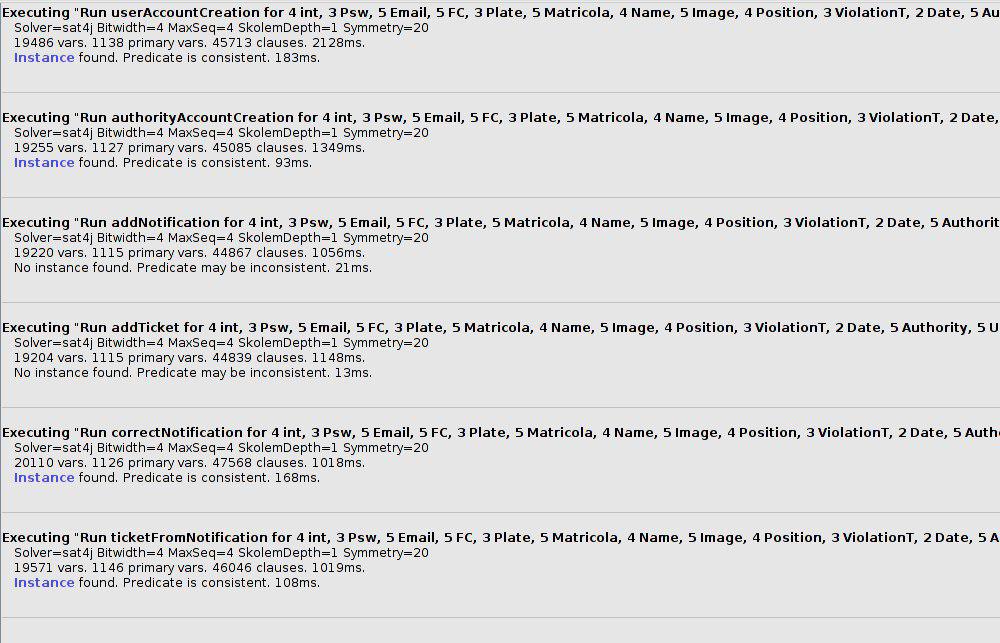 Executing "Run userAccountCreation for 4 int, 3 Psw, 5 Email, 5 FC, 3 Plate, 5 Matricola, 4 Name, 5 Image, 4 Position, 3 ViolationT, 2 Date, 5 Au
Solver=sat4j Bitwidth=4 MaxSeq=4 SkolemDepth=1 Symmetry=20
19486 vars. 1138 primary vars. 45713 clauses. 2128ms.
Instance found. Predicate is consistent. 183ms.
Executing "Run authorityAccountCreation for 4 int, 3 Psw, 5 Email, 5 FC, 3 Plate, 5 Matricola, 4 Name, 5 Image, 4 Position, 3 ViolationT, 2 Date,
Solver=sat4j Bitwidth=4 MaxSeq=4 SkolemDepth=1 Symmetry=20
19255 vars. 1127 primary vars. 45085 clauses. 1349ms.
Instance found. Predicate is consistent. 93ms.
Executing "Run addNotification for 4 int, 3 Psw, 5 Email, 5 FC, 3 Plate, 5 Matricola, 4 Name, 5 Image, 4 Position, 3 ViolationT, 2 Date, 5 Authorit
Solver=sat4j Bitwidth=4 MaxSeq=4 SkolemDepth=1 Symmetry=20
19220 vars. 1115 primary vars. 44867 clauses. 1056ms.
No instance found. Predicate may be inconsistent. 21ms.
Executing "Run addTicket for 4 int, 3 Psw, 5 Email, 5 FC, 3 Plate, 5 Matricola, 4 Name, 5 Image, 4 Position, 3 ViolationT, 2 Date, 5 Authority, 5 U
Solver=sat4j Bitwidth=4 MaxSeq=4 SkolemDepth=1 Symmetry=20
19204 vars. 1115 primary vars. 44839 clauses. 1148ms.
No instance found. Predicate may be inconsistent. 13ms.
Executing "Run correctNotification for 4 int, 3 Psw, 5 Email, 5 FC, 3 Plate, 5 Matricola, 4 Name, 5 Image, 4 Position, 3 ViolationT, 2 Date, 5 Auth
Solver=sat4j Bitwidth=4 MaxSeq=4 SkolemDepth=1 Symmetry=20
20110 vars. 1126 primary vars. 47568 clauses. 1018ms.
Instance found. Predicate is consistent. 168ms.
Executing "Run ticketFromNotification for 4 int, 3 Psw, 5 Email, 5 FC, 3 Plate, 5 Matricola, 4 Name, 5 Image, 4 Position, 3 ViolationT, 2 Date, 5 A
Solver=sat4j Bitwidth=4 MaxSeq=4 SkolemDepth=1 Symmetry=20
19571 vars. 1146 primary vars. 46046 clauses. 1019ms.
Instance found. Predicate is consistent. 108ms.